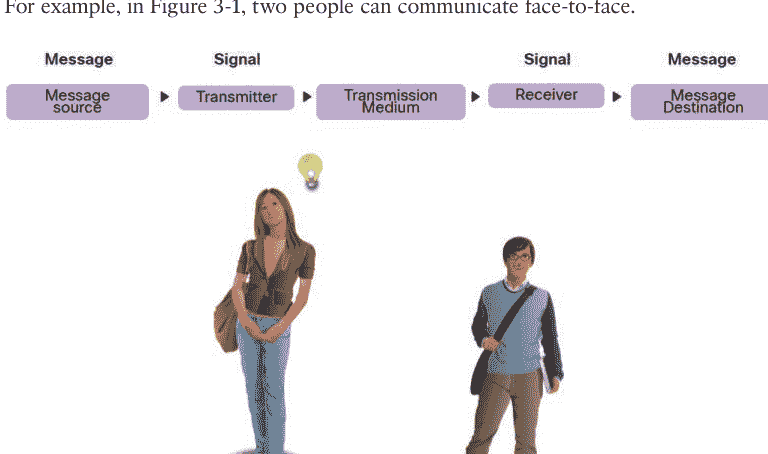 For example, in Figure 3-1, two people can communicate face-to-face.
Message Signal Signal Message
Message source Transmitter Transmission Medium Receiver Message Destination